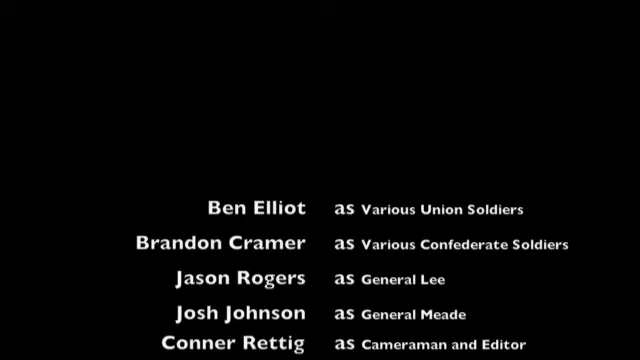 Ben Elliot as Various Union Soldiers
Brandon Cramer as Various Confederate Soldiers
Jason Rogers as General Lee
Josh Johnson as General Meade
Conner Rettig as Cameraman and Editor